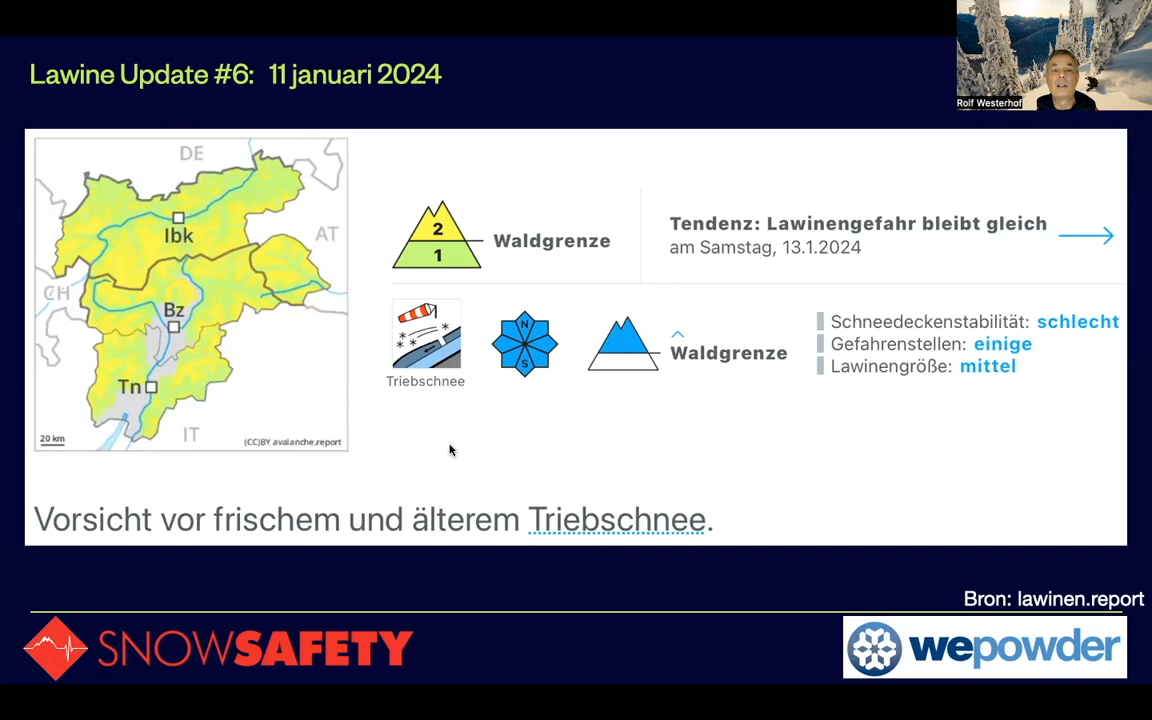 Lawine Update #6: 11 januari 2024
Rolf Westerhof
DE
Ibk
AT
CH
Bz
Tn
IT
20 km
(CC)BY avalanche.report
2
1
Waldgrenze
Tendenz: Lawinengefahr bleibt gleich
am Samstag, 13.1.2024
Triebschnee
N
S
Waldgrenze
Schneedeckenstabilität: schlecht
Gefahrenstellen: einige
Lawinengröße: mittel
Vorsicht vor frischem und älterem Triebschnee.
Bron: lawinen.report
SNOWSAFETY
wepowder